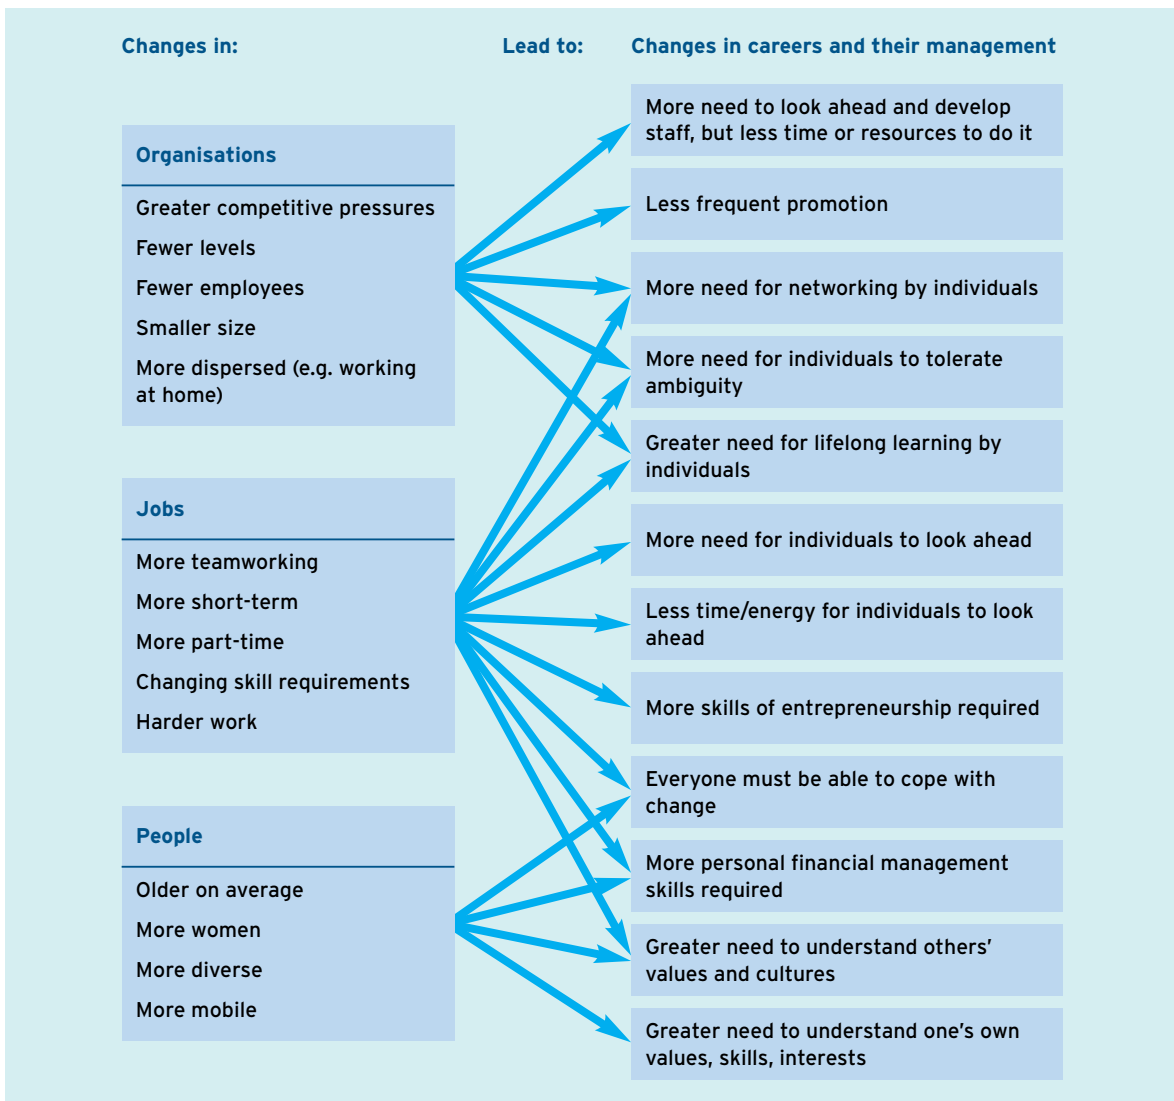 Changes in:
Lead to:
Changes in careers and their management
Organisations
Greater competitive pressures
Fewer levels
Fewer employees
Smaller size
More dispersed (e.g. working
at home)
Jobs
More teamworking
More short-term
More part-time
Changing skill requirements
Harder work
People
Older on average
More women
More diverse
More mobile
More need to look ahead and develop
staff, but less time or resources to do it
Less frequent promotion
More need for networking by individuals
More need for individuals to tolerate
ambiguity
Greater need for lifelong learning by
individuals
More need for individuals to look ahead
Less time/energy for individuals to look
ahead
More skills of entrepreneurship required
Everyone must be able to cope with
change
More personal financial management
skills required
Greater need to understand others’
values and cultures
Greater need to understand one’s own
values, skills, interests